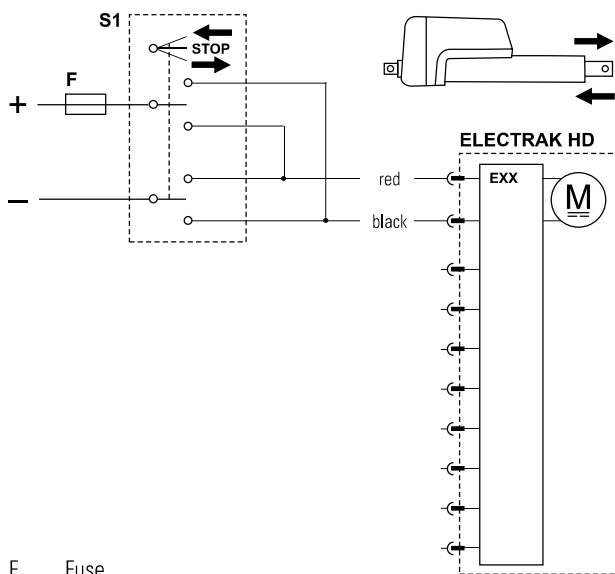 S1
STOP
F
+
−
ELECTRAK HD
red
EXX
M
black
F Fuse